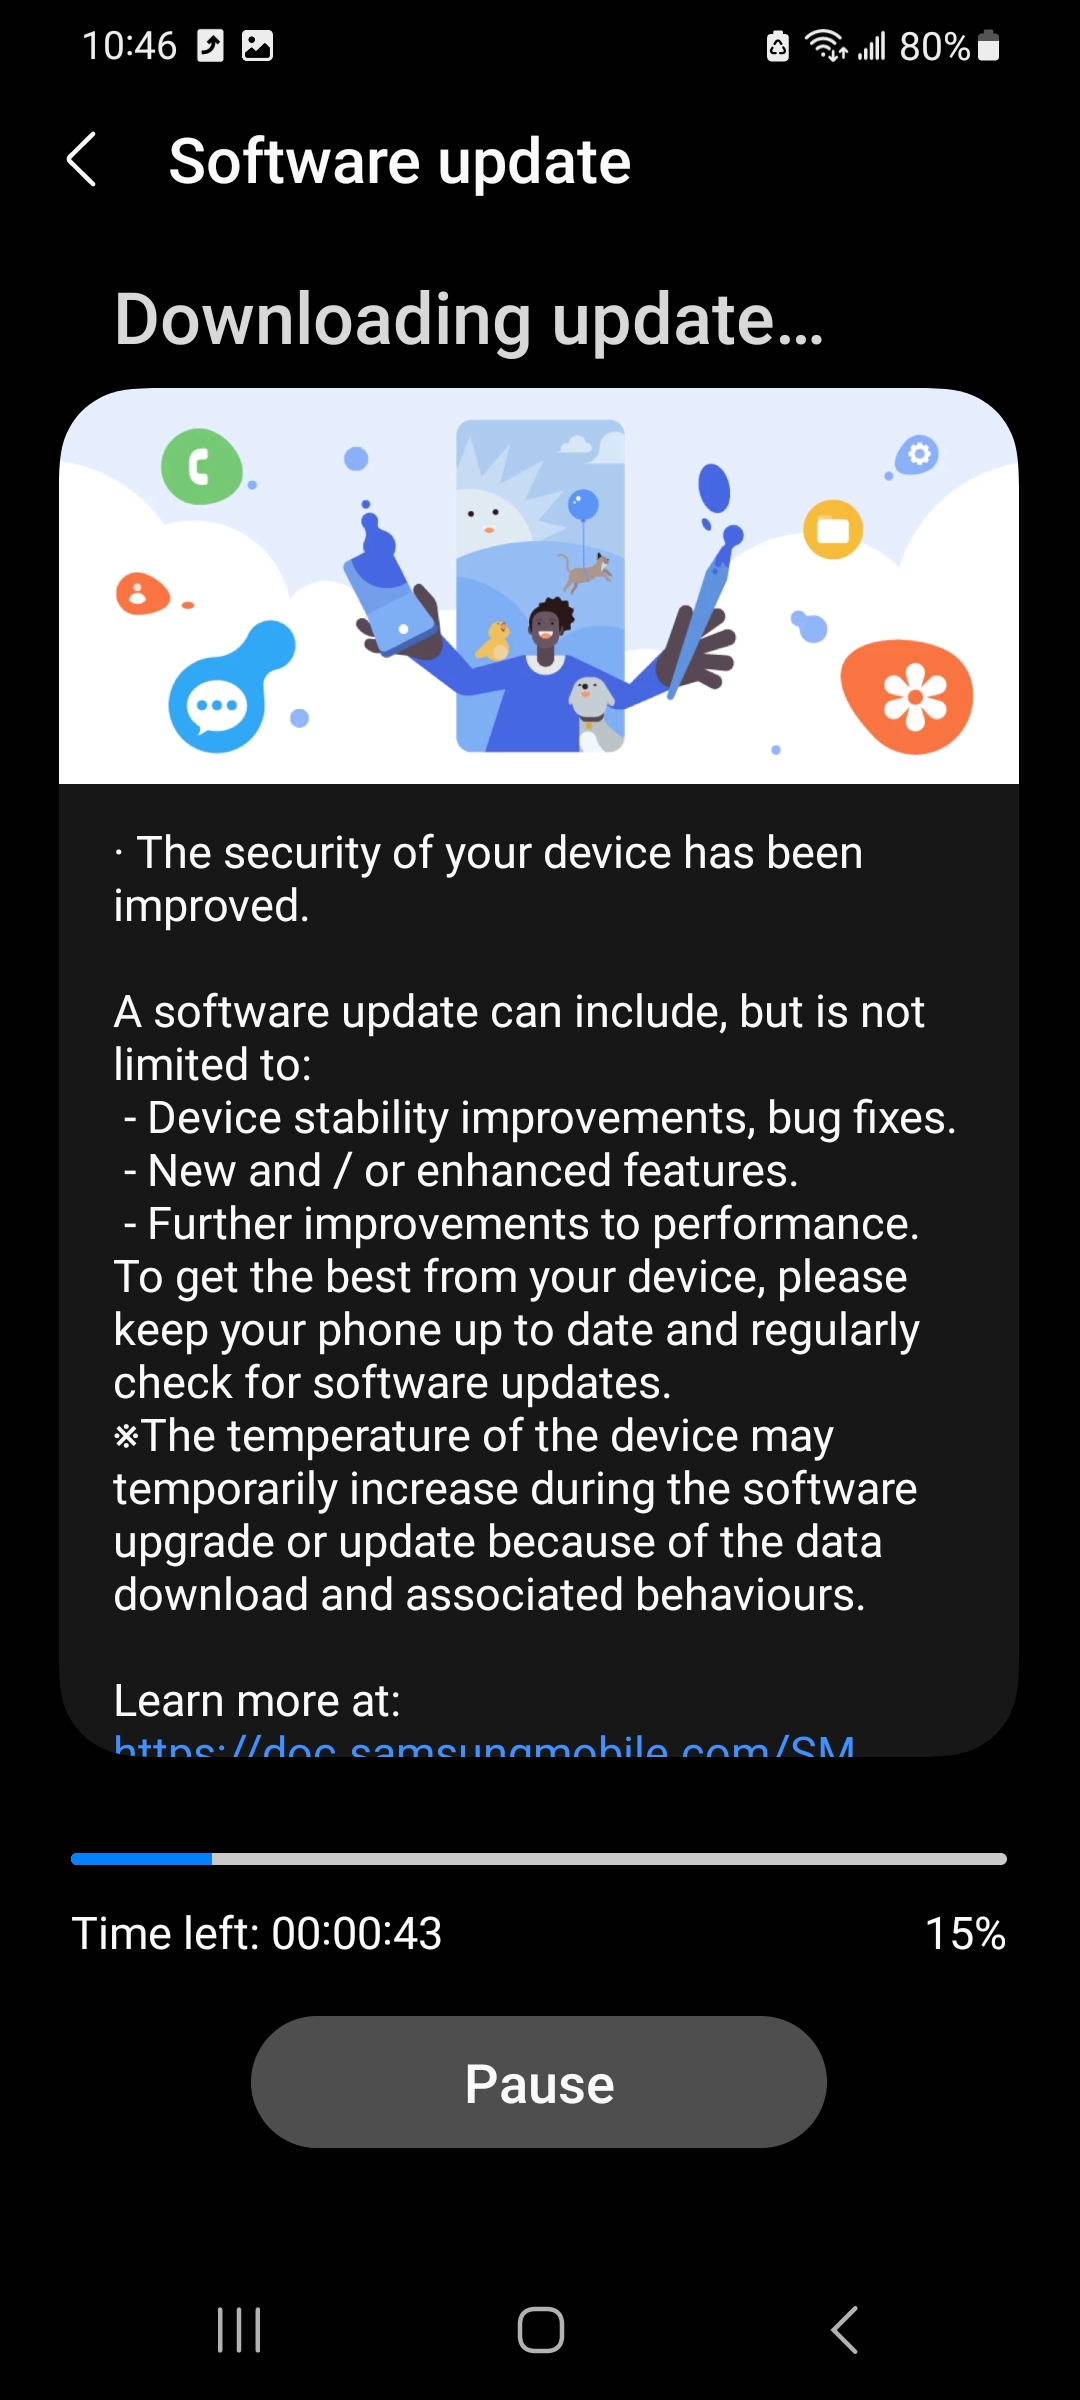 10:46 80%
Software update
Downloading update...
· The security of your device has been
improved.
A software update can include, but is not
limited to:
- Device stability improvements, bug fixes.
- New and / or enhanced features.
- Further improvements to performance.
To get the best from your device, please
keep your phone up to date and regularly
check for software updates.
※The temperature of the device may
temporarily increase during the software
upgrade or update because of the data
download and associated behaviours.
Learn more at:
https://doc.samsungmobile.com/SM
Time left: 00:00:43 15%
Pause